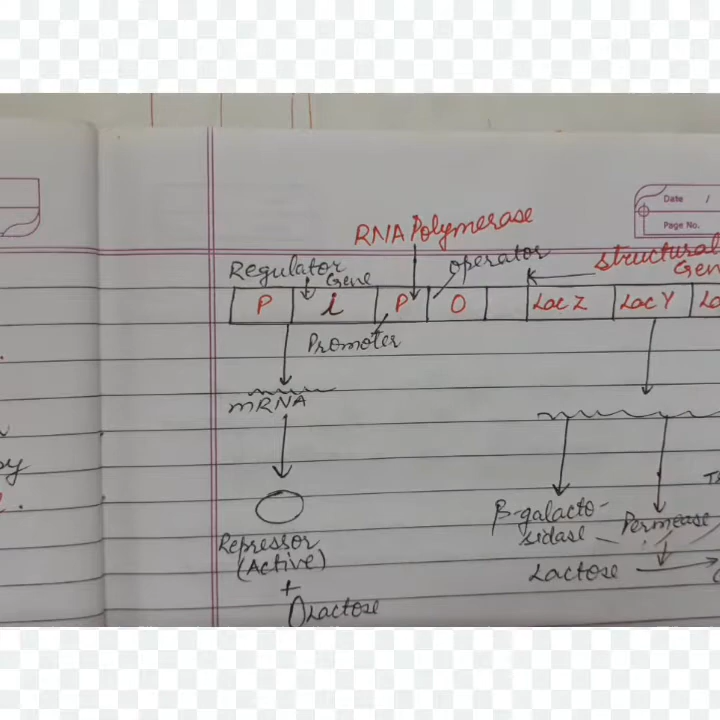 Date /
Page No.
RNA Polymerase
Regulator Gene
operator
structural
Gen
P i P O Lac Z Lac Y
Promoter
mRNA
β-galacto-
sidase
Permease
Repressor
(Active)
Lactose
+
Lactose